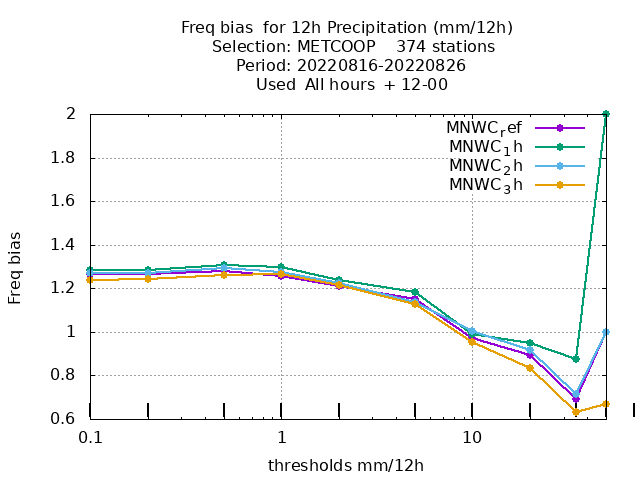 Freq bias  for 12h Precipitation (mm/12h)
Selection: METCOOP    374 stations
Period: 20220816-20220826
Used  All hours  + 12-00
MNWC_ref
MNWC_1h
MNWC_2h
MNWC_3h
Freq bias
2
1.8
1.6
1.4
1.2
1
0.8
0.6
0.1 1 10
thresholds mm/12h